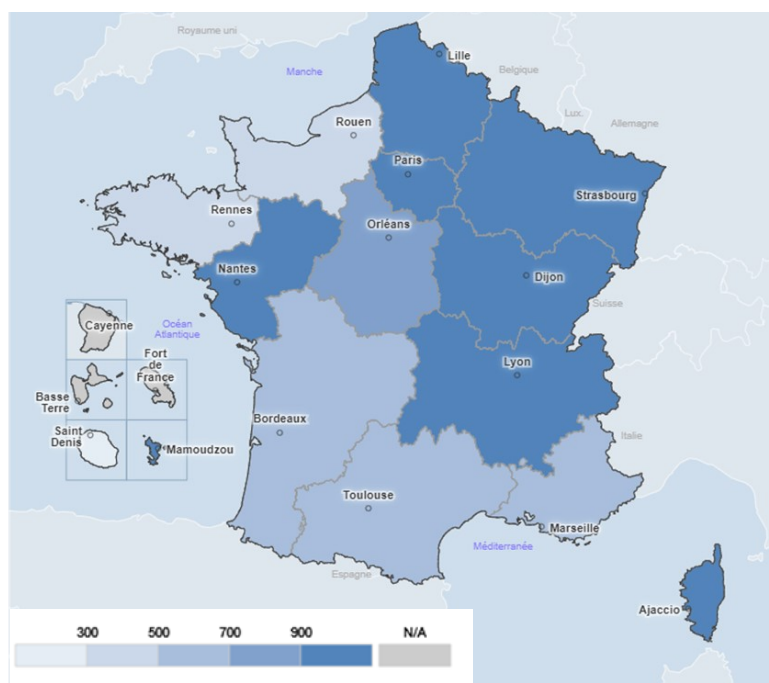 Royaume uni
Lille
Manche
Belgique
Lux.
Allemagne
Rouen
Paris
Strasbourg
Rennes
Orléans
Nantes
Dijon
Suisse
Cayenne
Océan
Atlantique
Fort
de
France
Lyon
Basse
Terre
Bordeaux
Saint
Denis
Mamoudzou
Italie
Toulouse
Marseille
Méditerranée
Espagne
Ajaccio
300 500 700 900 N/A